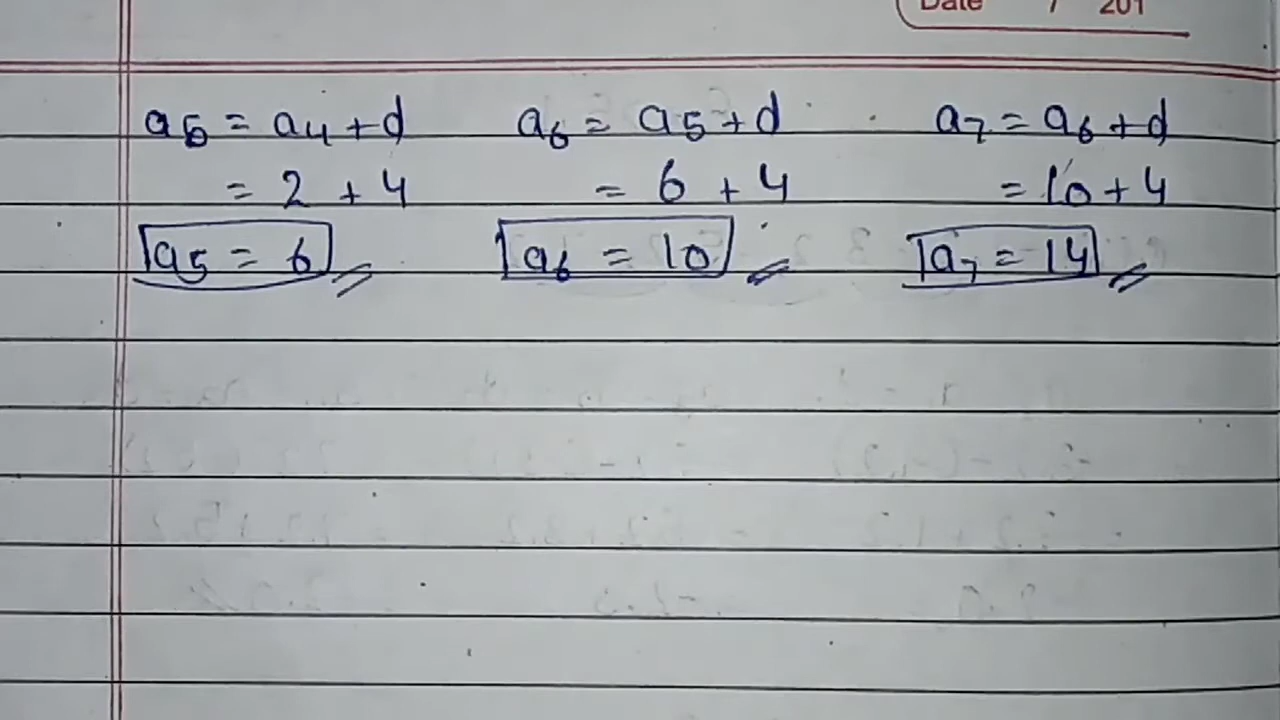 Date / 201
a5 = a4 + d a6 = a5 + d a7 = a6 + d
= 2 + 4 = 6 + 4 = 10 + 4
a5 = 6 a6 = 10 a7 = 14